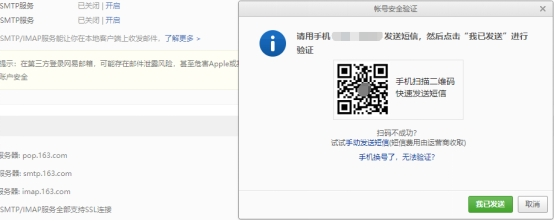 SMTP服务 已关闭 | 开启
SMTP服务 已关闭 | 开启
SMTP/IMAP服务能让你在本地客户端上收发邮件，了解更多 >
提示：在第三方登录网易邮箱，可能存在邮件泄露风险，甚至危害Apple或
账户安全
服务器: pop.163.com
服务器: smtp.163.com
服务器: imap.163.com
SMTP/IMAP服务全部支持SSL连接
帐号安全验证
请用手机 发送短信，然后点击“我已发送”进行
验证
手机扫描二维码
快速发送短信
扫码不成功?
试试手动发送短信(短信费用由运营商收取)
手机换号了，无法验证?
我已发送
取消